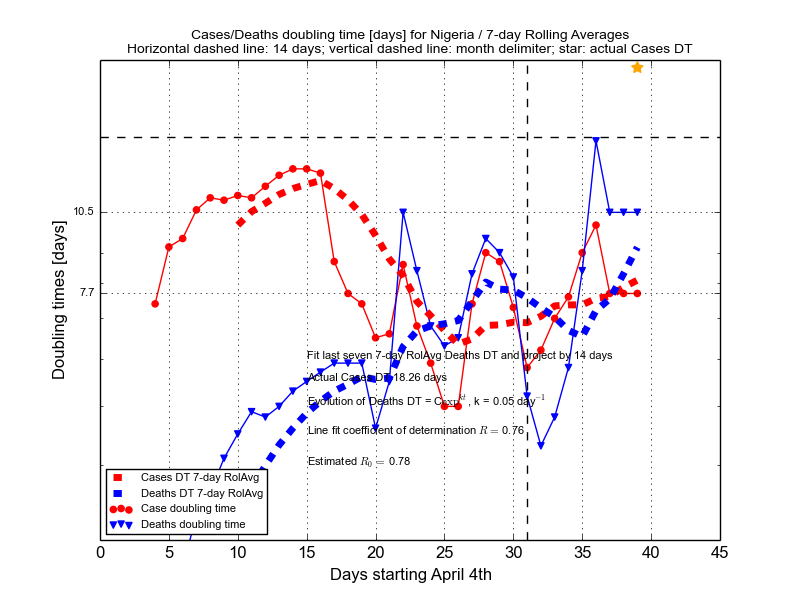 Cases/Deaths doubling time [days] for Nigeria / 7-day Rolling Averages
Horizontal dashed line: 14 days; vertical dashed line: month delimiter; star: actual Cases DT
10.5
7.7
Doubling times [days]
Fit last seven 7-day RolAvg Deaths DT and project by 14 days
Actual Cases DT 18.26 days
Evolution of Deaths DT = C exp^{kt}, k = 0.05 day^{-1}
Line fit coefficient of determination R = 0.76
Estimated R_0 = 0.78
Cases DT 7-day RolAvg
Deaths DT 7-day RolAvg
Case doubling time
Deaths doubling time
0 5 10 15 20 25 30 35 40 45
Days starting April 4th